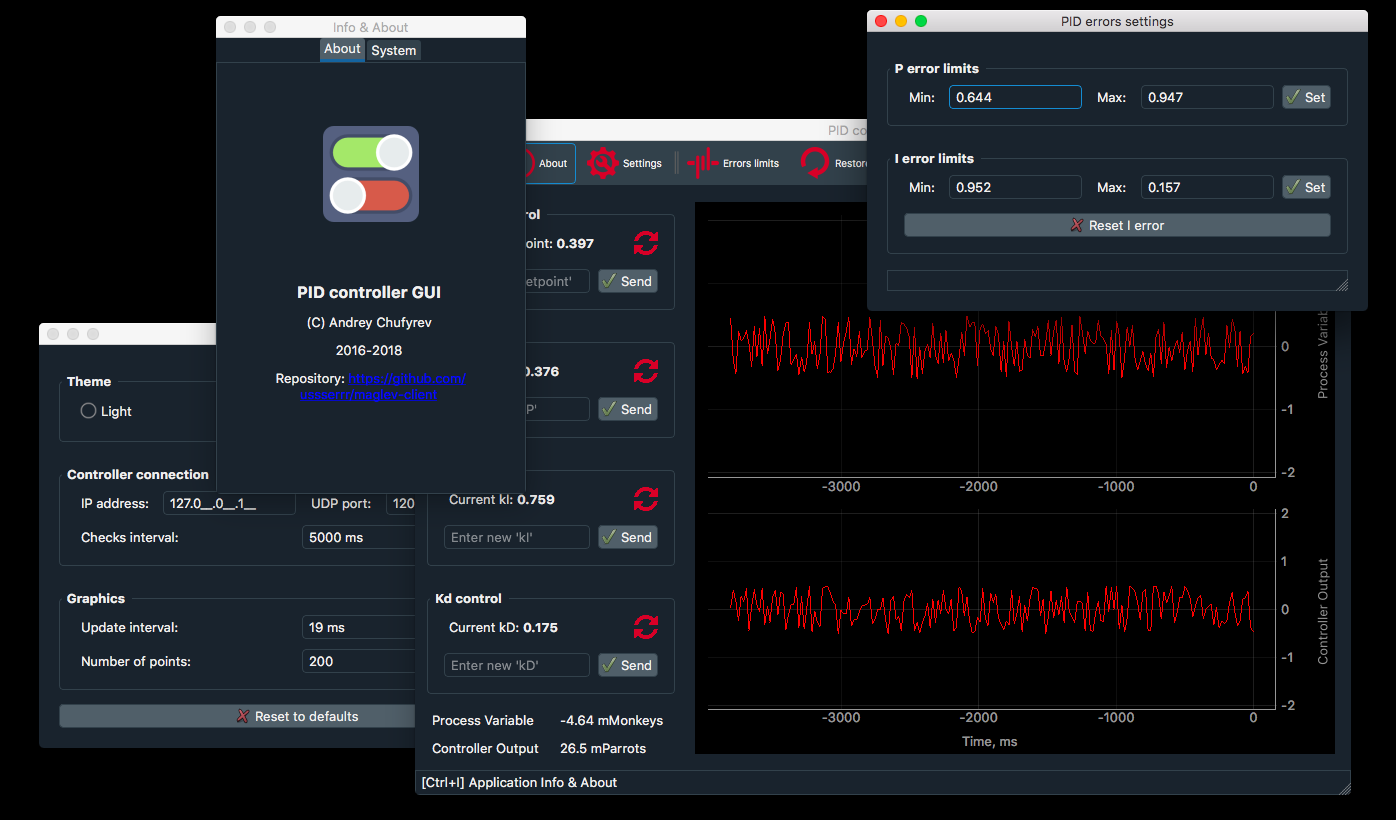 Info & About
About System
PID controller GUI
(C) Andrey Chufyrev
2016-2018
Repository: https://github.com/
ussserrr/maglev-client
PID errors settings
P error limits
Min: 0.644 Max: 0.947 Set
I error limits
Min: 0.952 Max: 0.157 Set
Reset I error
Theme
Light
Controller connection
IP address: 127.0__.0__.1__ UDP port: 120
Checks interval: 5000 ms
Graphics
Update interval: 19 ms
Number of points: 200
Reset to defaults
PID co
About Settings Errors limits Restore
rol
oint: 0.397
etpoint' Send
0.376
P' Send
Current kI: 0.759
Enter new 'kI' Send
Kd control
Current kD: 0.175
Enter new 'kD' Send
Process Variable -4.64 mMonkeys
Controller Output 26.5 mParrots
0
-1
-2
Process Variab
-3000 -2000 -1000 0
2
1
0
-1
-2
Controller Output
-3000 -2000 -1000 0
Time, ms
[Ctrl+I] Application Info & About